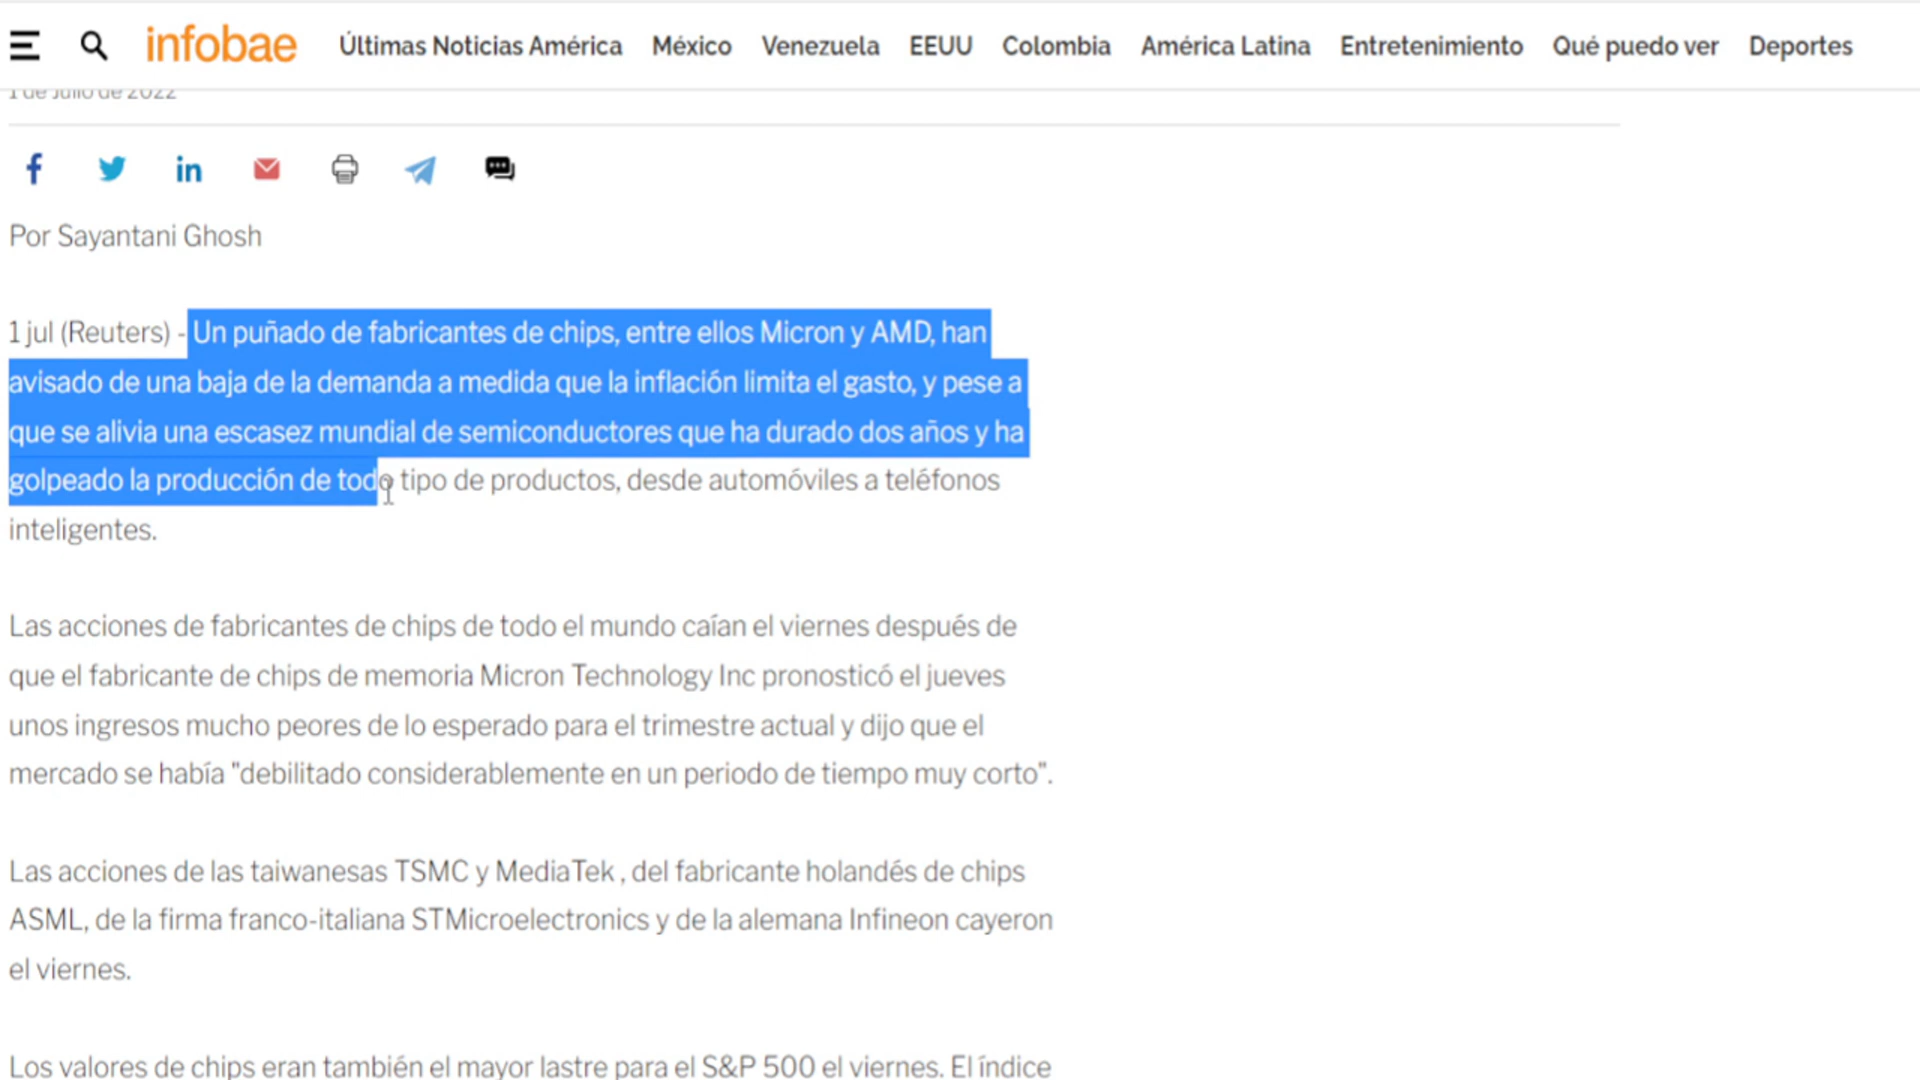 infobae Últimas Noticias América México Venezuela EEUU Colombia América Latina Entretenimiento Qué puedo ver Deportes
1 de Julio de 2022
Por Sayantani Ghosh
1 jul (Reuters) - Un puñado de fabricantes de chips, entre ellos Micron y AMD, han
avisado de una baja de la demanda a medida que la inflación limita el gasto, y pese a
que se alivia una escasez mundial de semiconductores que ha durado dos años y ha
golpeado la producción de todo tipo de productos, desde automóviles a teléfonos
inteligentes.
Las acciones de fabricantes de chips de todo el mundo caían el viernes después de
que el fabricante de chips de memoria Micron Technology Inc pronosticó el jueves
unos ingresos mucho peores de lo esperado para el trimestre actual y dijo que el
mercado se había "debilitado considerablemente en un periodo de tiempo muy corto".
Las acciones de las taiwanesas TSMC y MediaTek , del fabricante holandés de chips
ASML, de la firma franco-italiana STMicroelectronics y de la alemana Infineon cayeron
el viernes.
Los valores de chips eran también el mayor lastre para el S&P 500 el viernes. El índice